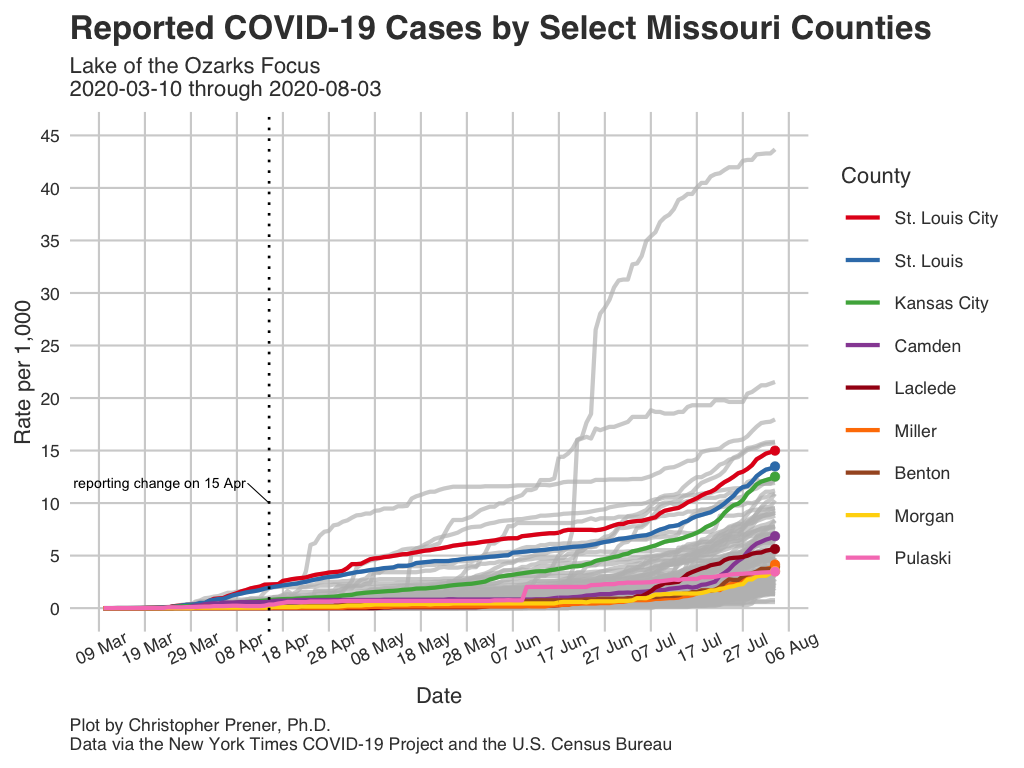 Reported COVID-19 Cases by Select Missouri Counties
Lake of the Ozarks Focus
2020-03-10 through 2020-08-03
Rate per 1,000
45
40
35
30
25
20
15
10
5
0
reporting change on 15 Apr
09 Mar
19 Mar
29 Mar
08 Apr
18 Apr
28 Apr
08 May
18 May
28 May
07 Jun
17 Jun
27 Jun
07 Jul
17 Jul
27 Jul
06 Aug
Date
County
St. Louis City
St. Louis
Kansas City
Camden
Laclede
Miller
Benton
Morgan
Pulaski
Plot by Christopher Prener, Ph.D.
Data via the New York Times COVID-19 Project and the U.S. Census Bureau